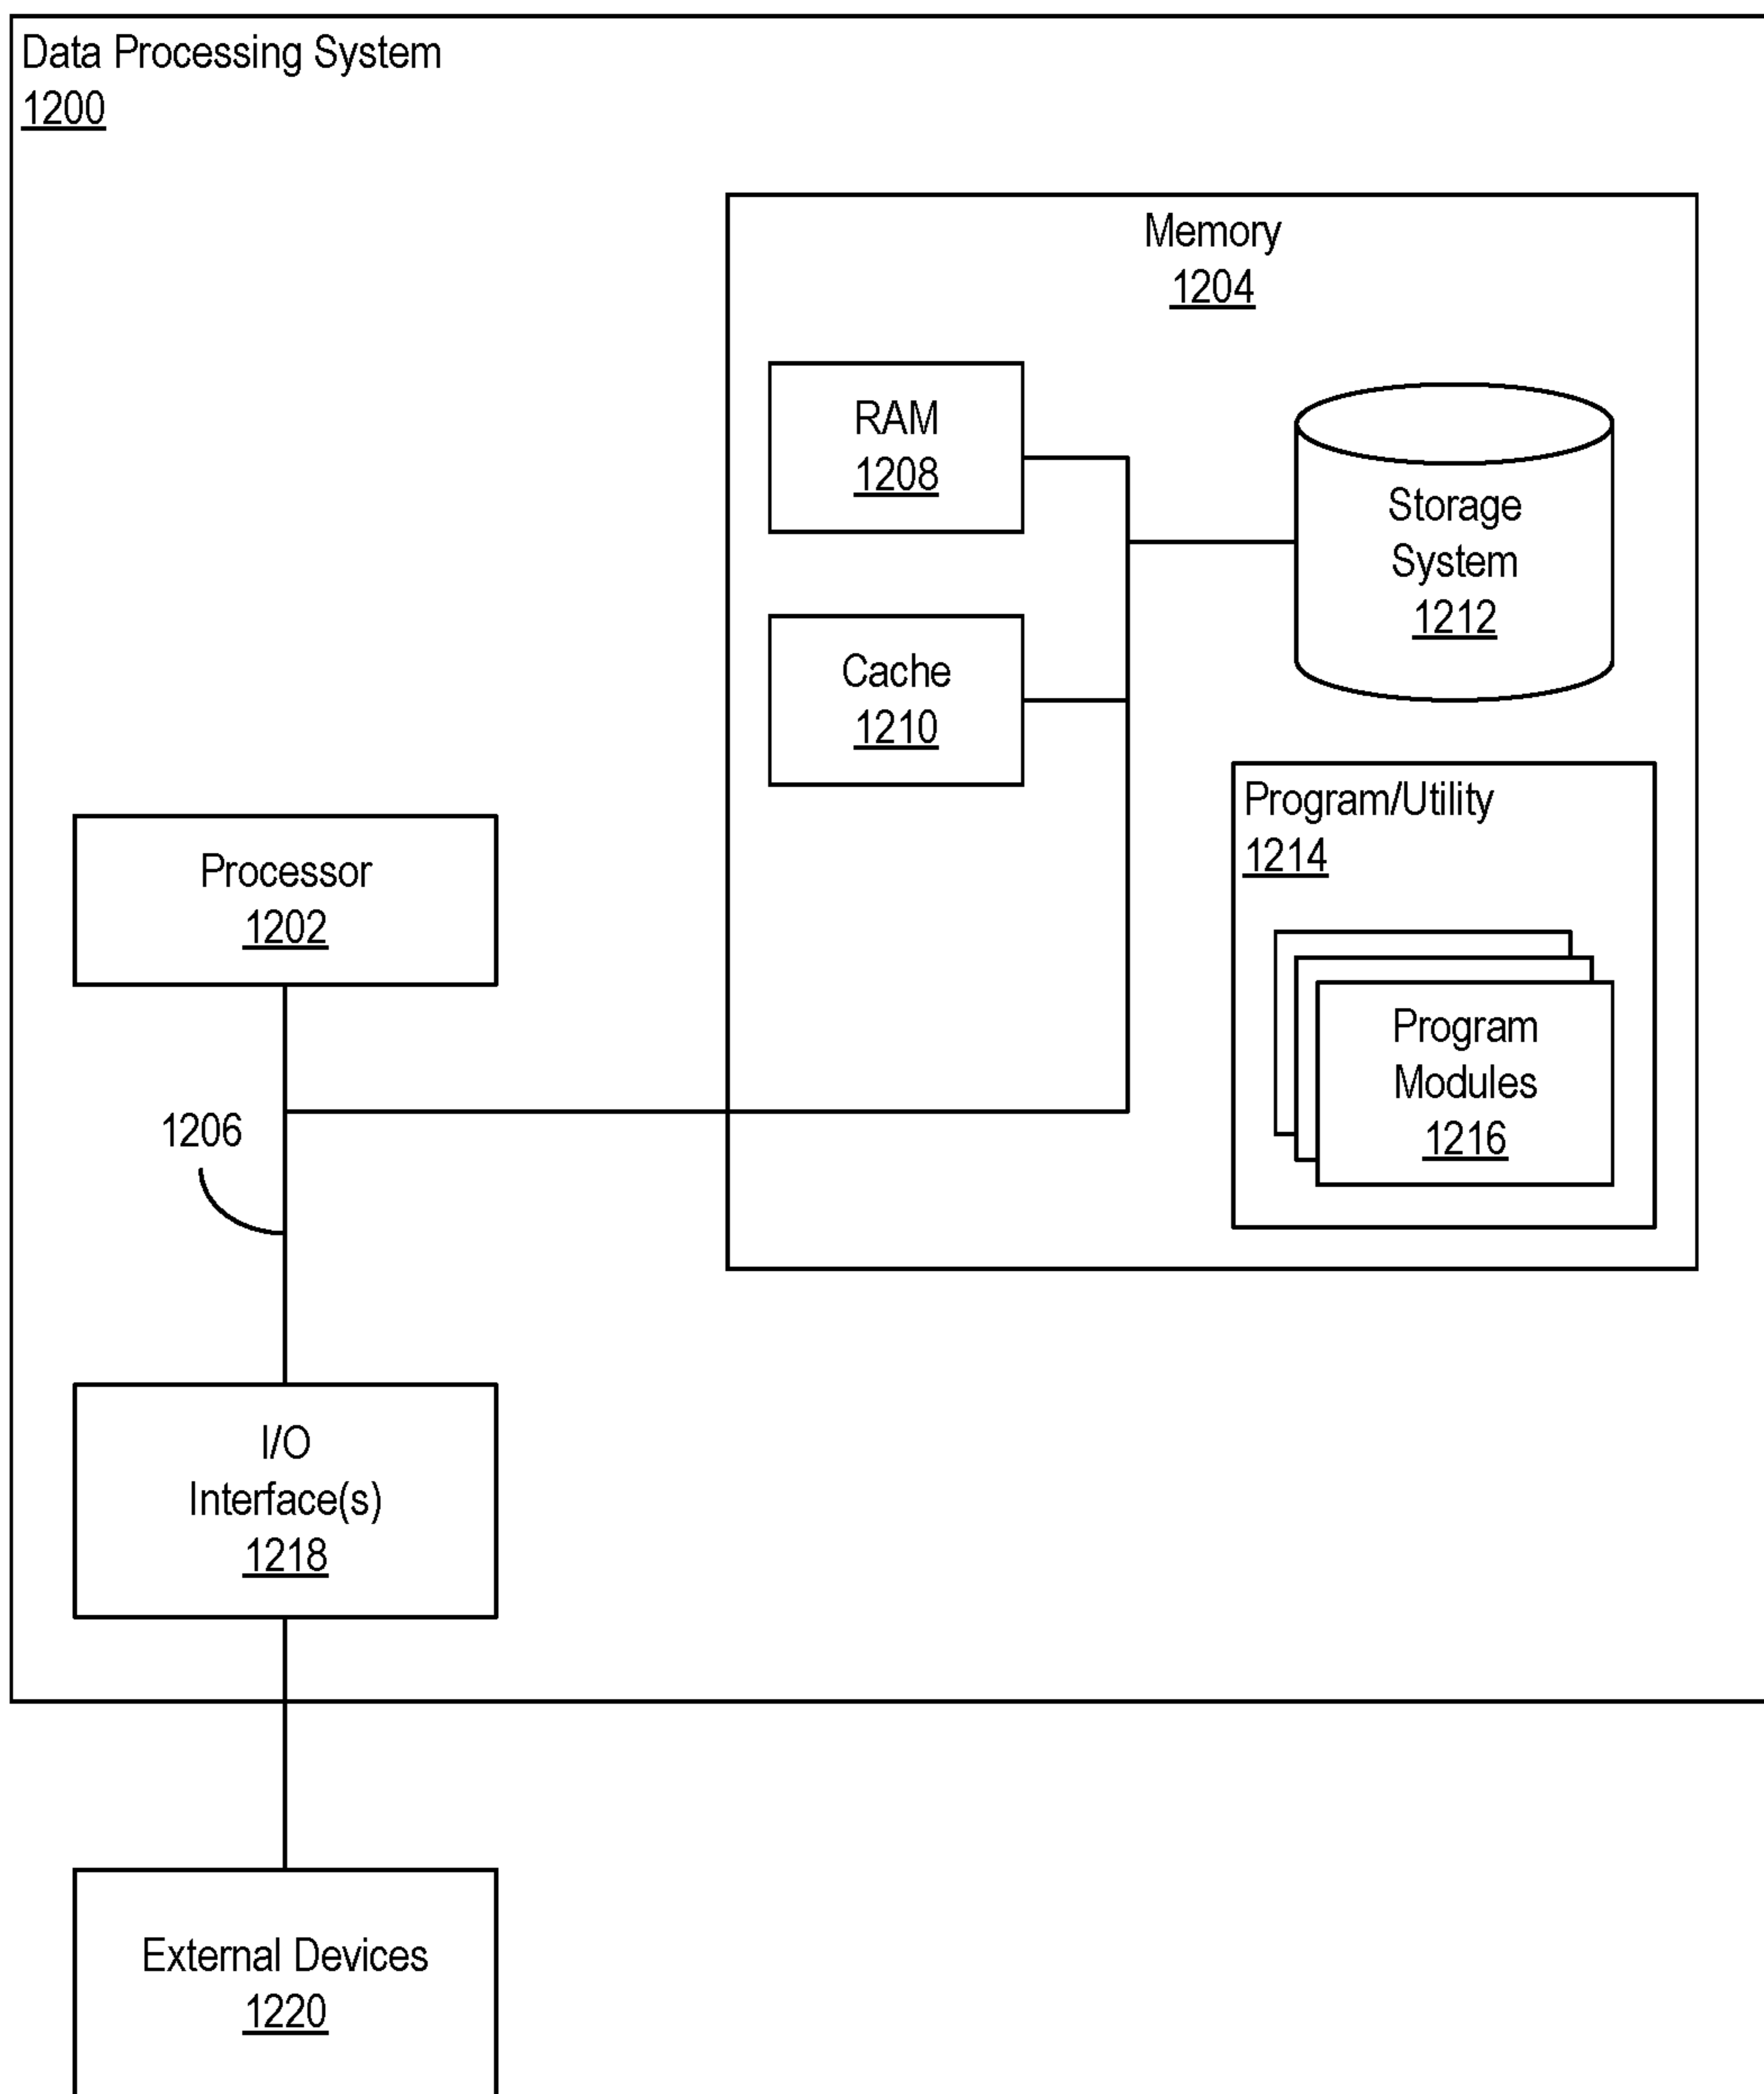 Data Processing System
1200
Memory
1204
RAM
1208
Storage
System
1212
Cache
1210
Program/Utility
1214
Processor
1202
Program
Modules
1216
1206
I/O
Interface(s)
1218
External Devices
1220